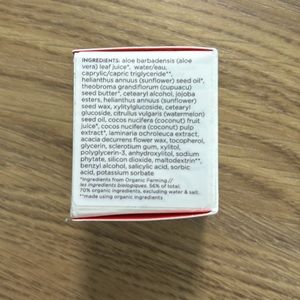 INGREDIENTS: aloe barbadensis (aloe
vera) leaf juice*, water/eau,
caprylic/capric triglyceride**,
helianthus annuus (sunflower) seed oil*,
theobroma grandiflorum (cupuacu)
seed butter*, cetearyl alcohol, jojoba
esters, helianthus annuus (sunflower)
seed wax, xylitylglucoside, cetearyl
glucoside, citrullus vulgaris (watermelon)
seed oil, cocos nucifera (coconut) fruit
juice*, cocos nucifera (coconut) pulp
extract*, laminaria ochroleuca extract,
acacia decurrens flower wax, tocopherol,
glycerin, sclerotium gum, xylitol,
polyglycerin-3, anhydroxylitol, sodium
phytate, silicon dioxide, maltodextrin**,
benzyl alcohol, salicylic acid, sorbic
acid, potassium sorbate
*Ingredients from Organic Farming //
les ingrédients biologiques. 56% of total;
70% organic ingredients, excluding water & salt.
**made using organic ingredients